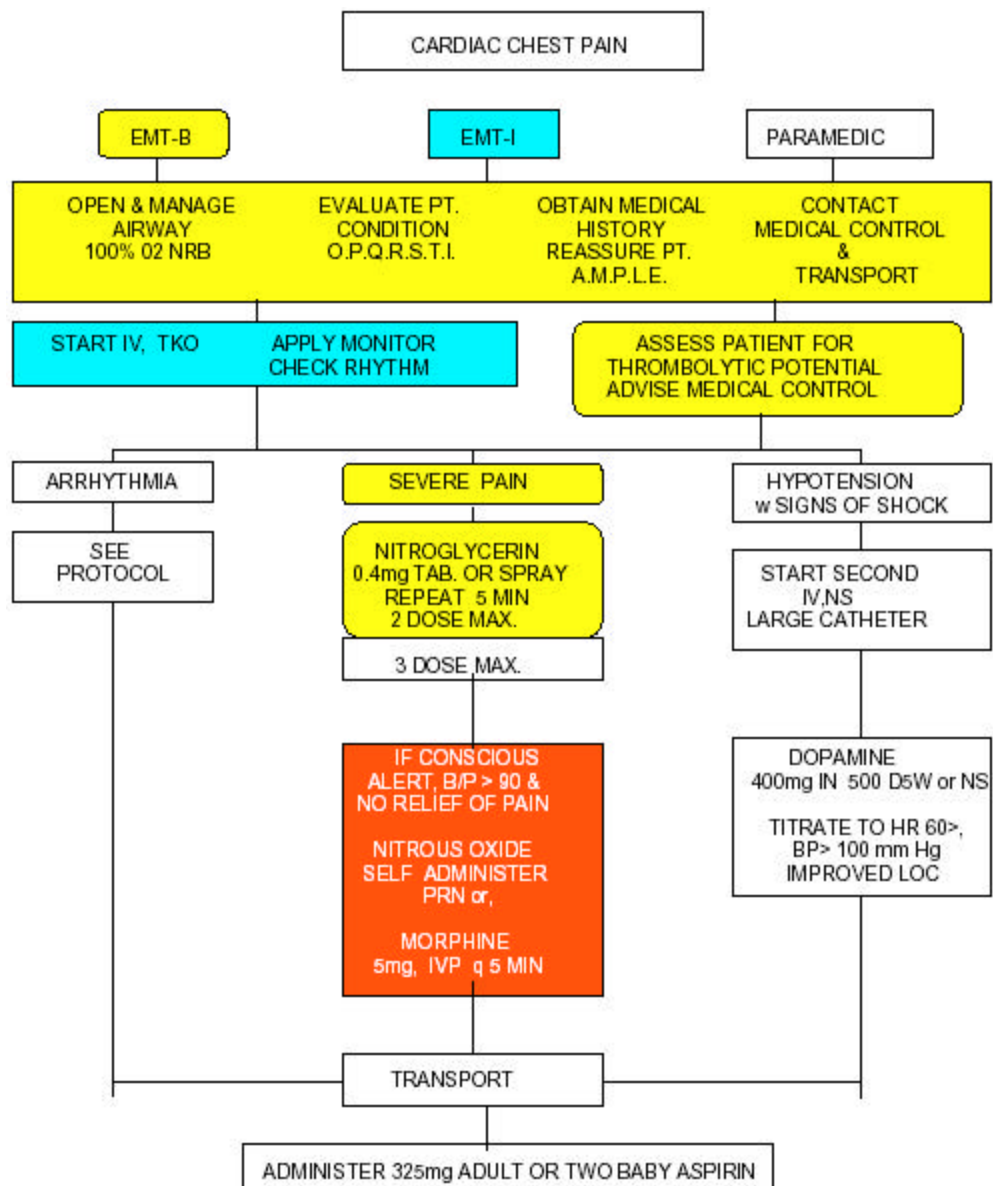 CARDIAC CHEST PAIN
EMT-B
EMT-I
PARAMEDIC
OPEN & MANAGE
AIRWAY
100% 02 NRB
EVALUATE PT.
CONDITION
O.P.Q.R.S.T.I.
OBTAIN MEDICAL
HISTORY
REASSURE PT.
A.M.P.L.E.
CONTACT
MEDICAL CONTROL
&
TRANSPORT
START IV, TKO
APPLY MONITOR
CHECK RHYTHM
ASSESS PATIENT FOR
THROMBOLYTIC POTENTIAL
ADVISE MEDICAL CONTROL
ARRHYTHMIA
SEE
PROTOCOL
SEVERE PAIN
NITROGLYCERIN
0.4mg TAB. OR SPRAY
REPEAT 5 MIN
2 DOSE MAX.
3 DOSE MAX.
IF CONSCIOUS
ALERT, B/P > 90 &
NO RELIEF OF PAIN
NITROUS OXIDE
SELF ADMINISTER
PRN or,
MORPHINE
5mg, IVP q 5 MIN
HYPOTENSION
w SIGNS OF SHOCK
START SECOND
IV,NS
LARGE CATHETER
DOPAMINE
400mg IN 500 D5W or NS
TITRATE TO HR 60>,
BP> 100 mm Hg
IMPROVED LOC
TRANSPORT
ADMINISTER 325mg ADULT OR TWO BABY ASPIRIN